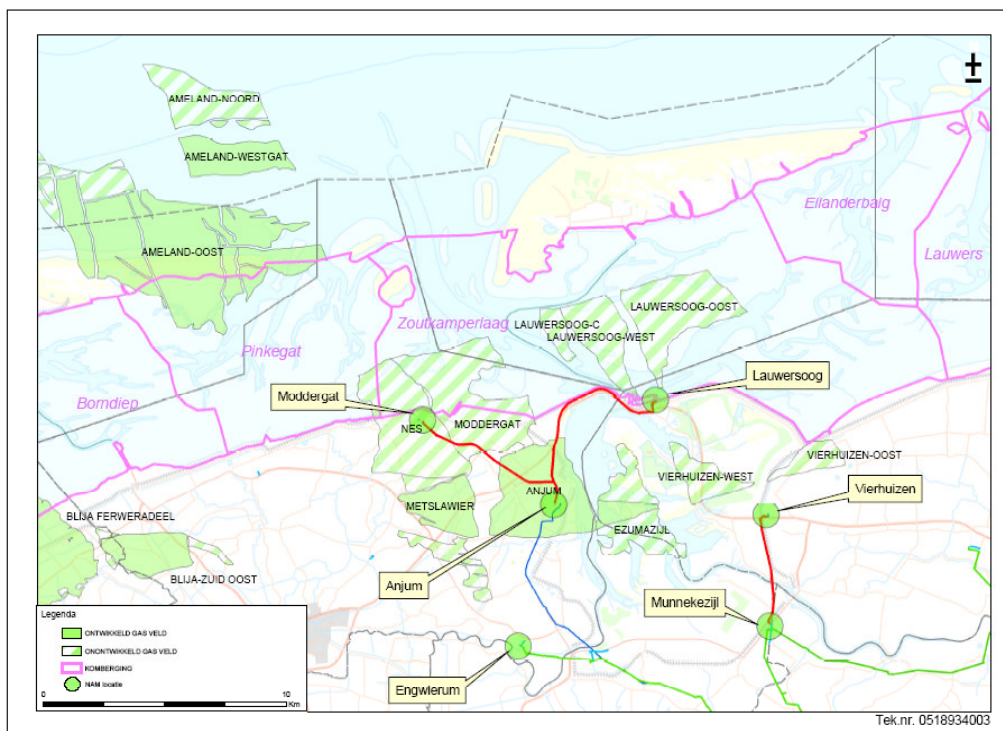 AMELAND-NOORD
AMELAND-WESTGAT
AMELAND-OOST
Eilanderbalg
Lauwers
Zoutkamperlaag
Pinkegat
Borndiep
LAUWERSOOG-OOST
LAUWERSOOG-C
LAUWERSOOG-WEST
Lauwersoog
Moddergat
NES
MODDERGAT
VIERHUIZEN-OOST
VIERHUIZEN-WEST
Vierhuizen
ANJUM
METSLAWIER
EZUMAZIJL
BLIJA FERWERADEEL
BLIJA-ZUID OOST
Anjum
Munnekezijl
Engwierum
Legenda
ONTWIKKELD GAS VELD
ONONTWIKKELD GAS VELD
KOMBERGING
NAM locatie
0 10
Km
Tek.nr. 0518934003